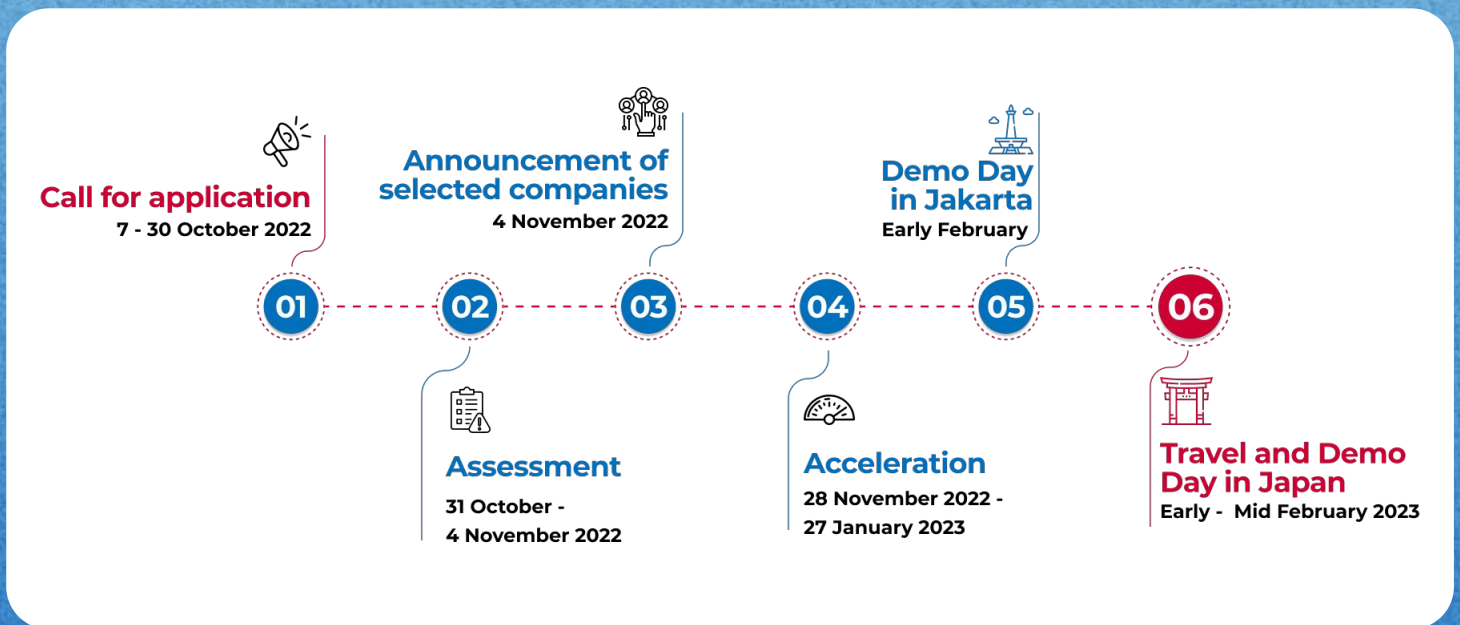 Call for application
7 - 30 October 2022
01
02
Assessment
31 October -
4 November 2022
Announcement of
selected companies
4 November 2022
03
04
Acceleration
28 November 2022 -
27 January 2023
Demo Day
in Jakarta
Early February
05
06
Travel and Demo
Day in Japan
Early -  Mid February 2023